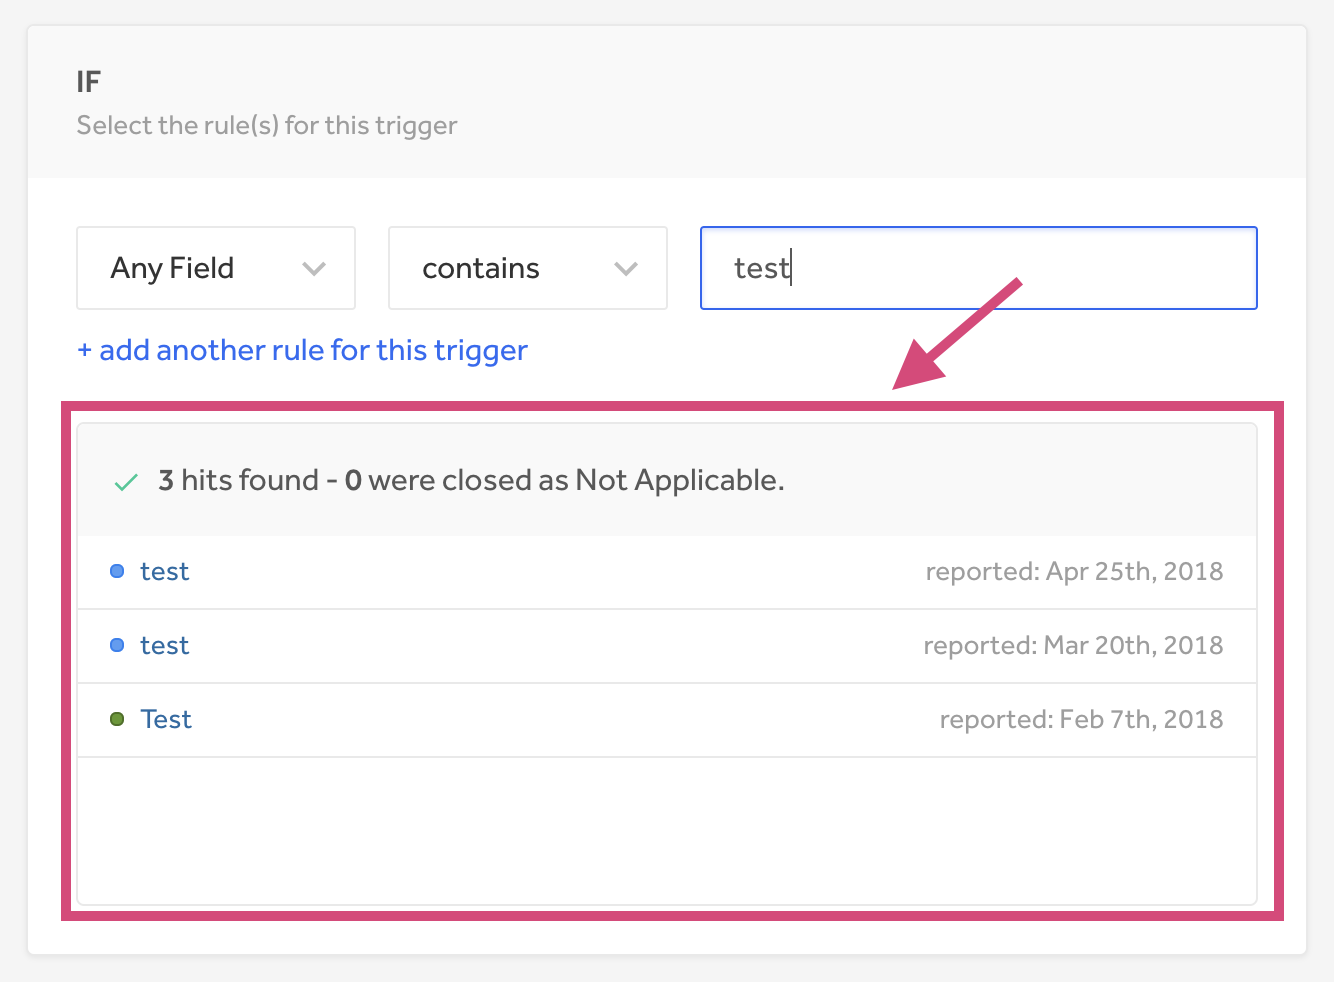 IF
Select the rule(s) for this trigger
Any Field contains test
+ add another rule for this trigger
3 hits found - 0 were closed as Not Applicable.
test reported: Apr 25th, 2018
test reported: Mar 20th, 2018
Test reported: Feb 7th, 2018